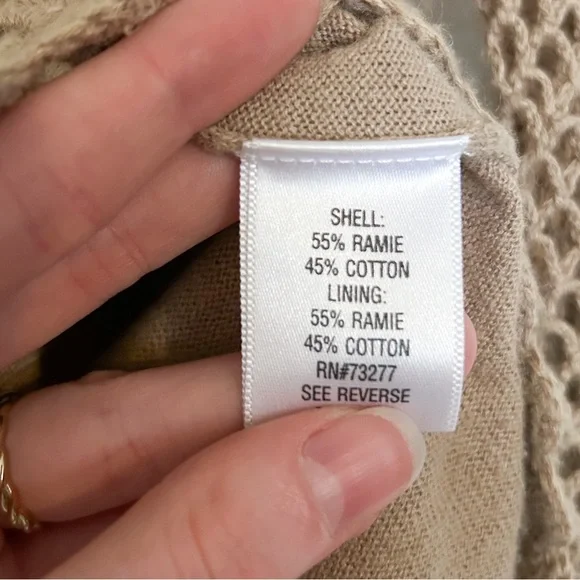 SHELL:
55% RAMIE
45% COTTON
LINING:
55% RAMIE
45% COTTON
RN#73277
SEE REVERSE